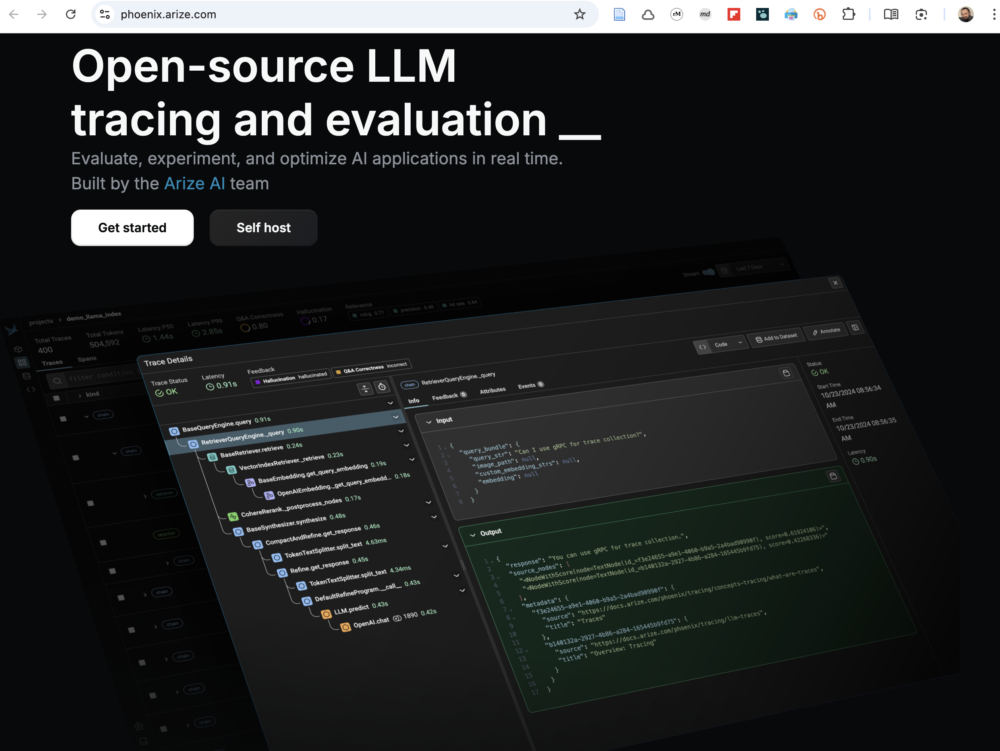 phoenix.arize.com
rM
md
Open-source LLM
tracing and evaluation __
Evaluate, experiment, and optimize AI applications in real time.
Built by the Arize AI team
Get started
Self host
Stream
Last 7 Days
projects > demo_llama_index
Total Traces
400
Total Tokens
504,592
Latency P50
1.44s
Latency P99
2.85s
Q&A Correctness
0.80
Hallucination
0.17
Relevance
ndcg 0.71
precision 0.48
hit rate 0.84
Traces
Spans
filter condition
kind
chain
chain
retriever
reranker
chain
chain
chain
chain
chain
chain
Trace Details
Trace Status
OK
Latency
0.91s
Feedback
Hallucination hallucinated
Q&A Correctness incorrect
Code
Add to Dataset
Annotate
BaseQueryEngine.query 0.91s
RetrieverQueryEngine._query 0.90s
BaseRetriever.retrieve 0.24s
VectorIndexRetriever._retrieve 0.23s
BaseEmbedding.get_query_embedding 0.19s
OpenAIEmbedding._get_query_embedd... 0.18s
CohereRerank._postprocess_nodes 0.17s
BaseSynthesizer.synthesize 0.48s
CompactAndRefine.get_response 0.46s
TokenTextSplitter.split_text 4.63ms
Refine.get_response 0.45s
TokenTextSplitter.split_text 4.34ms
DefaultRefineProgram.__call__ 0.43s
LLM.predict 0.43s
OpenAI.chat 1890 0.42s
chain RetrieverQueryEngine._query
Info
Feedback 0
Attributes
Events 0
Input
1 {
2 "query_bundle": {
3 "query_str": "Can I use gRPC for trace collection?",
4 "image_path": null,
5 "custom_embedding_strs": null,
6 "embedding": null
7 }
8 }
Output
1 {
2 "response": "You can use gRPC for trace collection.",
3 "source_nodes": [
4 "<NodeWithScore(node=TextNode(id_=f3e24655-a9e1-4060-b9a5-2a4bad90990f), score=0.61924106)>",
5 "<NodeWithScore(node=TextNode(id_=b140132a-2927-4b86-a284-165445b9fd75), score=0.42268336)>"
6 ],
7 "metadata": {
8 "f3e24655-a9e1-4060-b9a5-2a4bad90990f": {
9 "source": "https://docs.arize.com/phoenix/tracing/concepts-tracing/what-are-traces",
10 "title": "Traces"
11 },
12 "b140132a-2927-4b86-a284-165445b9fd75": {
13 "source": "https://docs.arize.com/phoenix/tracing/llm-traces",
14 "title": "Overview: Tracing"
15 }
16 }
17 }
Status
OK
Start Time
10/23/2024 08:56:34
AM
End Time
10/23/2024 08:56:35
AM
Latency
0.90s